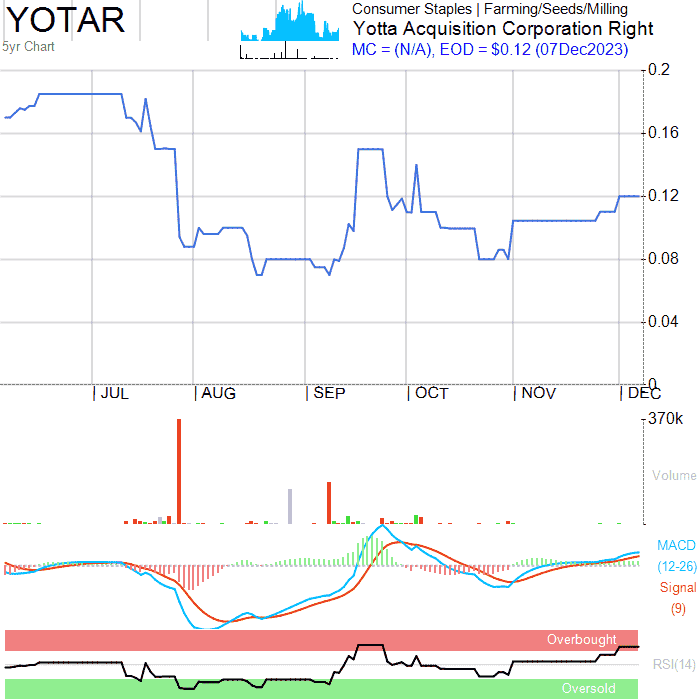 YOTAR
5yr Chart
Consumer Staples | Farming/Seeds/Milling
Yotta Acquisition Corporation Right
MC = (N/A), EOD = $0.12 (07Dec2023)
0.2
0.16
0.12
0.08
0.04
0
JUL AUG SEP OCT NOV DEC
370k
Volume
MACD
(12-26)
Signal
(9)
Overbought
RSI(14)
Oversold